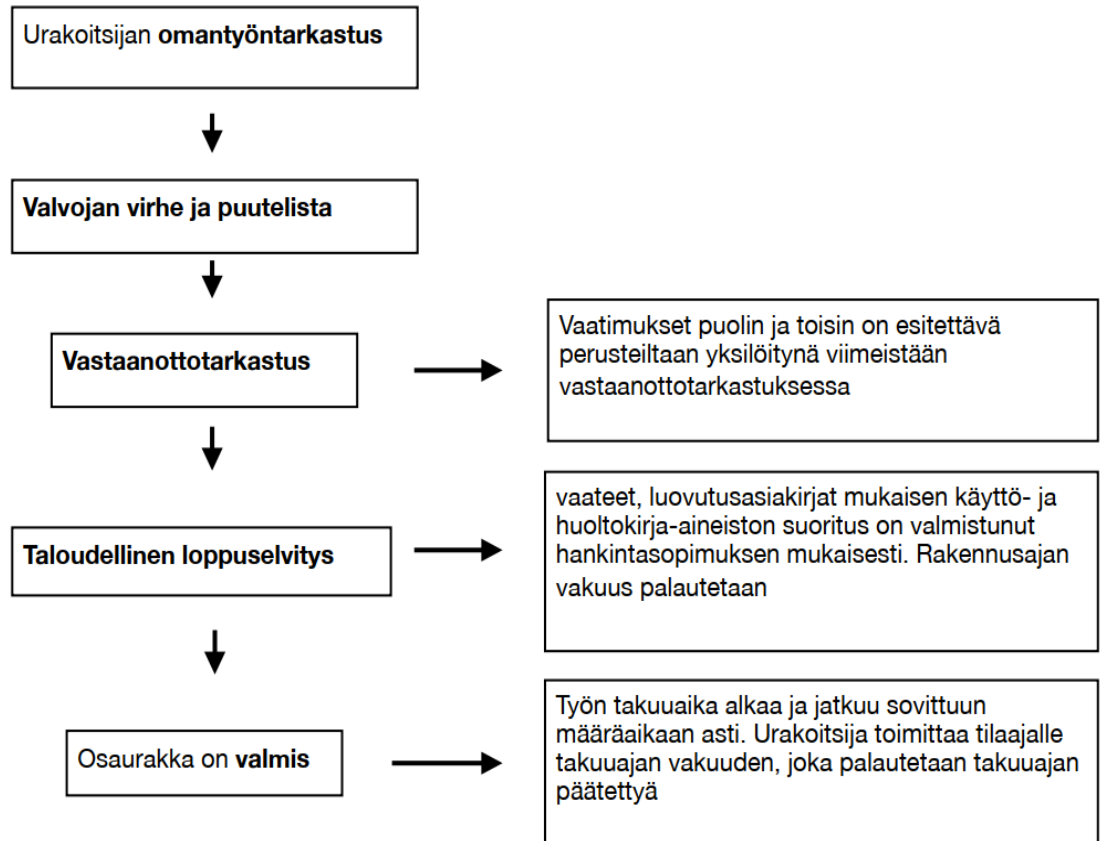 Urakoitsijan omantyöntarkastus
Valvojan virhe ja puutelista
Vastaanottotarkastus
Vaatimukset puolin ja toisin on esitettävä
perusteiltaan yksilöitynä viimeistään
vastaanottotarkastuksessa
Taloudellinen loppuselvitys
vaateet, luovutusasiakirjat mukaisen käyttö- ja
huoltokirja-aineiston suoritus on valmistunut
hankintasopimuksen mukaisesti. Rakennusajan
vakuus palautetaan
Osaurakka on valmis
Työn takuuaika alkaa ja jatkuu sovittuun
määräaikaan asti. Urakoitsija toimittaa tilaajalle
takuuajan vakuuden, joka palautetaan takuuajan
päätettyä